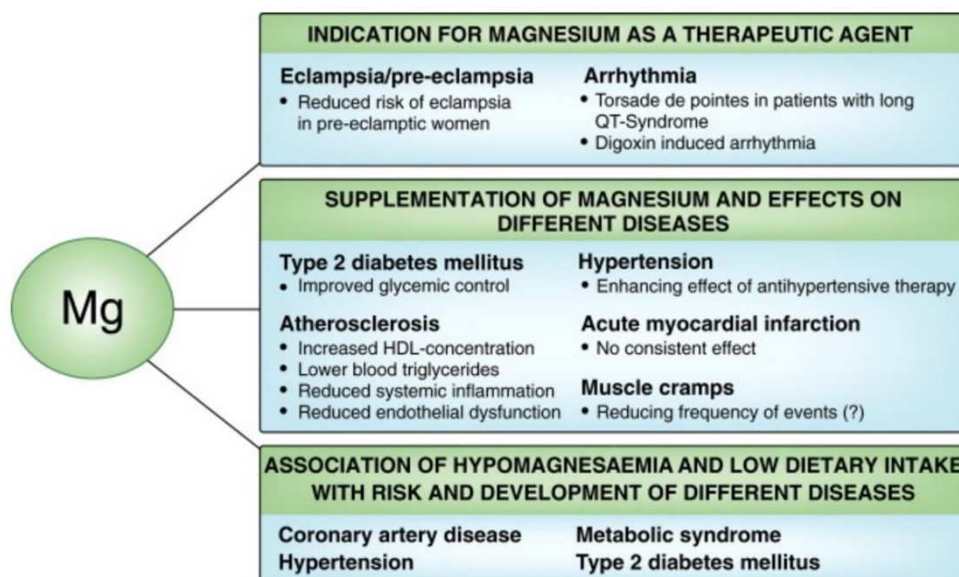 Mg
INDICATION FOR MAGNESIUM AS A THERAPEUTIC AGENT
Eclampsia/pre-eclampsia
• Reduced risk of eclampsia
in pre-eclamptic women
Arrhythmia
• Torsade de pointes in patients with long
QT-Syndrome
• Digoxin induced arrhythmia
SUPPLEMENTATION OF MAGNESIUM AND EFFECTS ON
DIFFERENT DISEASES
Type 2 diabetes mellitus
• Improved glycemic control
Atherosclerosis
• Increased HDL-concentration
• Lower blood triglycerides
• Reduced systemic inflammation
• Reduced endothelial dysfunction
Hypertension
• Enhancing effect of antihypertensive therapy
Acute myocardial infarction
• No consistent effect
Muscle cramps
• Reducing frequency of events (?)
ASSOCIATION OF HYPOMAGNESAEMIA AND LOW DIETARY INTAKE
WITH RISK AND DEVELOPMENT OF DIFFERENT DISEASES
Coronary artery disease
Hypertension
Metabolic syndrome
Type 2 diabetes mellitus